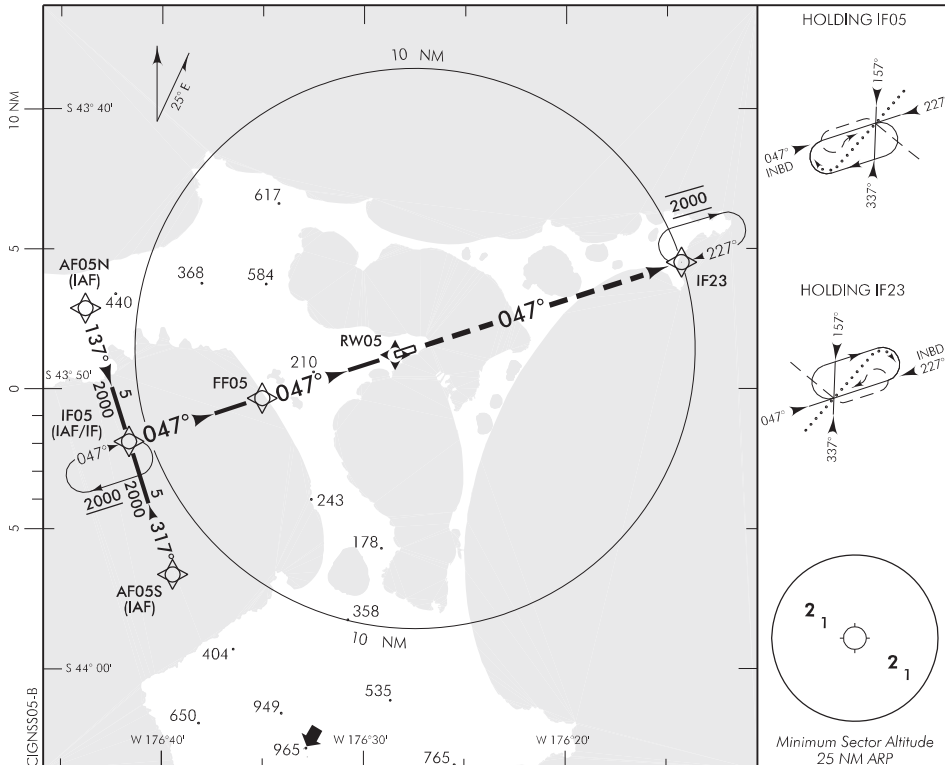 10 NM
S 43° 40'
25° E
617
5
2000
227°
IF23
AF05N
(IAF)
440
368
584
137°
047°
RW05
210
S 43° 50'
0
FF05
047°
5
2000
IF05
(IAF/IF)
047°
047°
2000
5
2000
243
317°
5
178
AF05S
(IAF)
358
10 NM
404
S 44° 00'
535
949
650
965
765
W 176°40'
W 176°30'
W 176°20'
10 NM
CIGNSS05-B
HOLDING IF05
157°
227°
047°
INBD
337°
HOLDING IF23
157°
INBD
227°
047°
337°
2 1
2 1
Minimum Sector Altitude
25 NM ARP